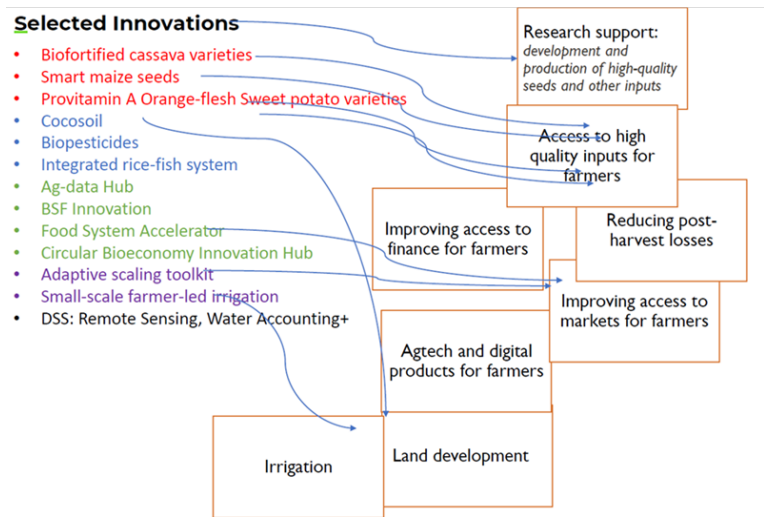 Selected Innovations
• Biofortified cassava varieties
• Smart maize seeds
• Provitamin A Orange-flesh Sweet potato varieties
• Cocosoil
• Biopesticides
• Integrated rice-fish system
• Ag-data Hub
• BSF Innovation
• Food System Accelerator
• Circular Bioeconomy Innovation Hub
• Adaptive scaling toolkit
• Small-scale farmer-led irrigation
• DSS: Remote Sensing, Water Accounting+
Research support:
development and
production of high-quality
seeds and other inputs
Access to high
quality inputs for
farmers
Improving access to
finance for farmers
Reducing post-
harvest losses
Improving access to
markets for farmers
Agtech and digital
products for farmers
Land development
Irrigation